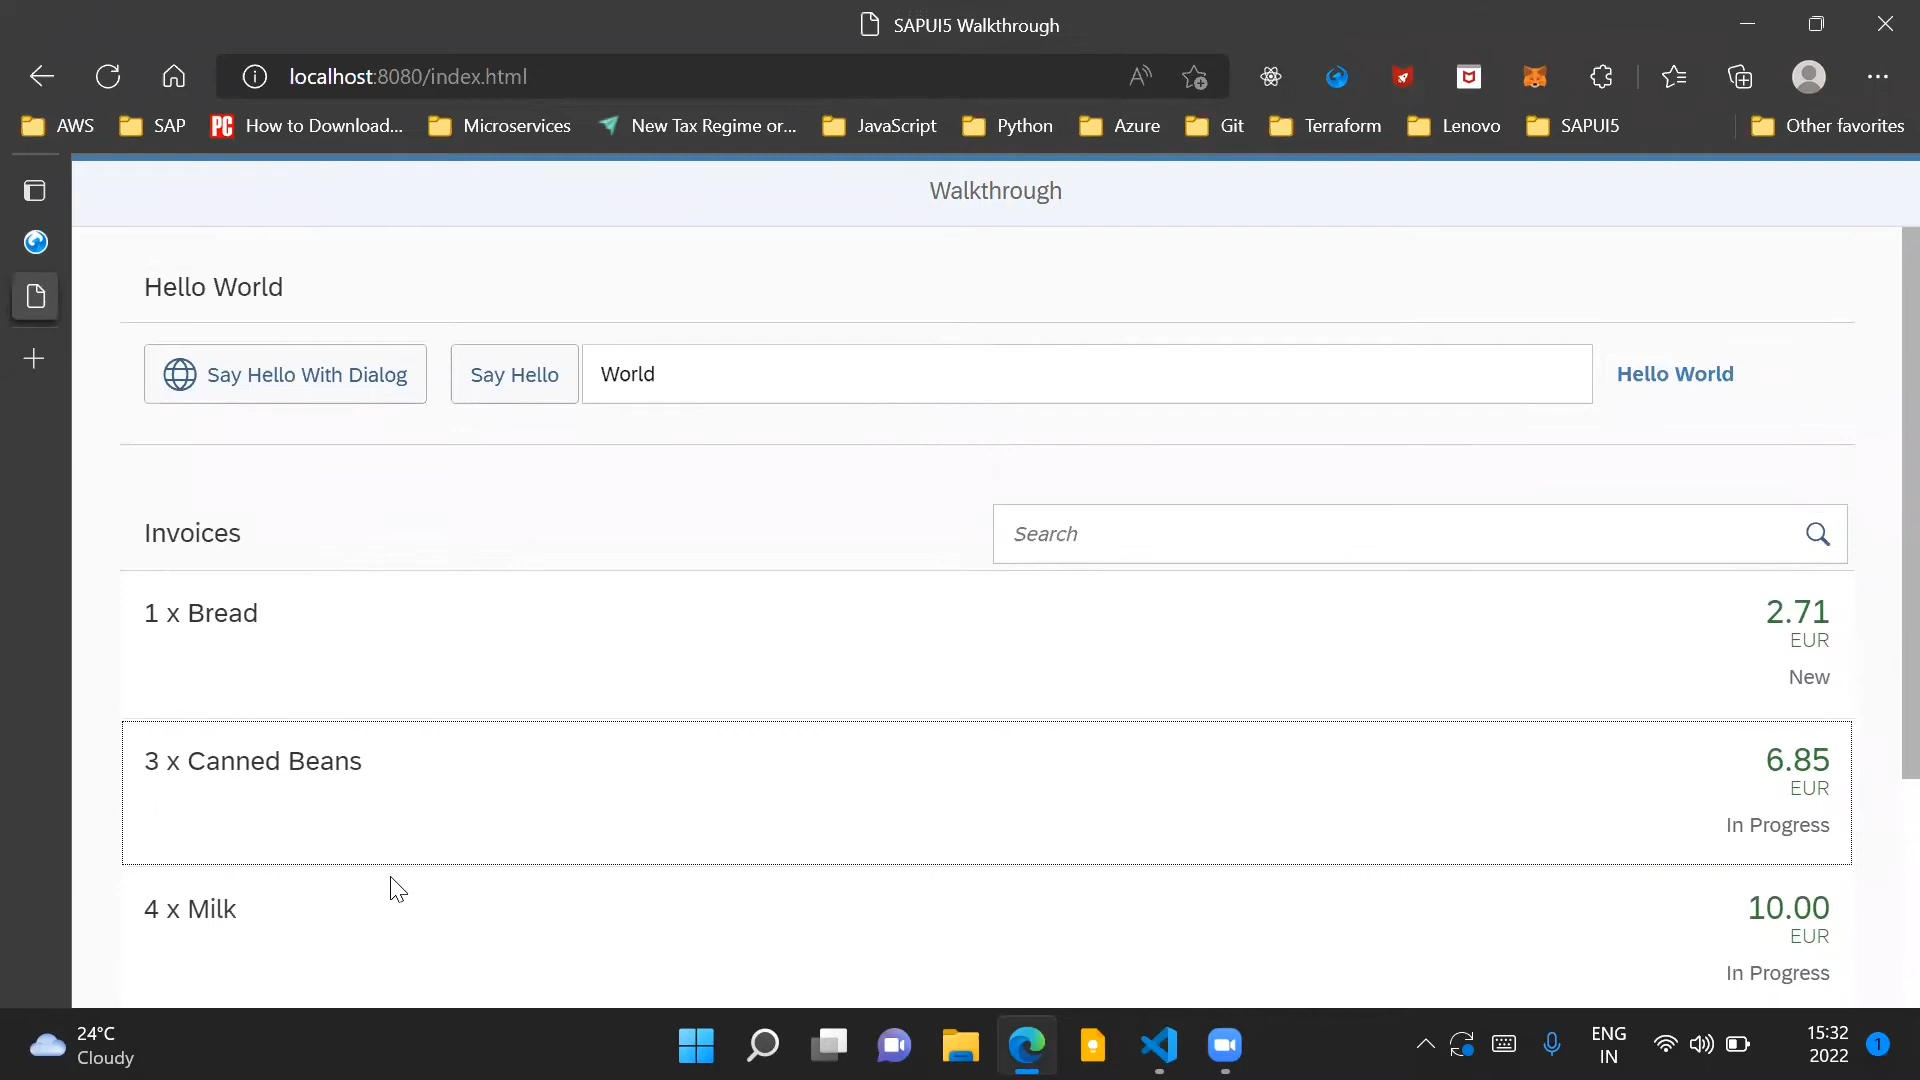 SAPUI5 Walkthrough
localhost:8080/index.html
AWS SAP PC How to Download... Microservices New Tax Regime or... JavaScript Python Azure Git Terraform Lenovo SAPUI5 Other favorites
Walkthrough
Hello World
Say Hello With Dialog Say Hello World Hello World
Invoices Search
1 x Bread 2.71
EUR
New
3 x Canned Beans 6.85
EUR
In Progress
4 x Milk 10.00
EUR
In Progress
24°C ENG 15:32
Cloudy IN 2022 1